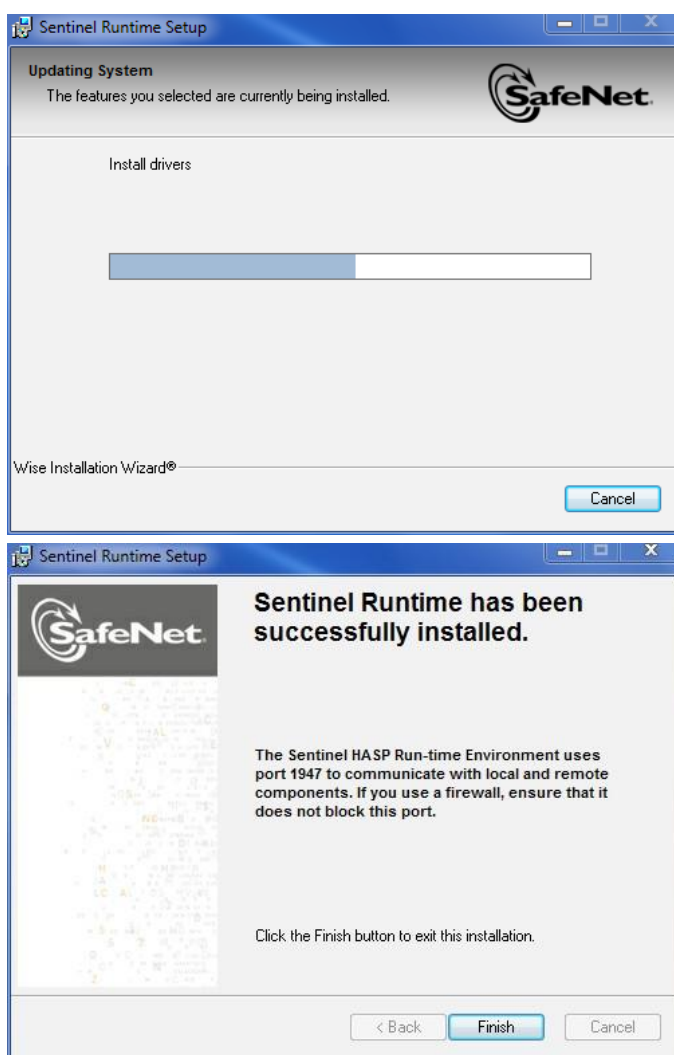 Sentinel Runtime Setup
Updating System
The features you selected are currently being installed.
SafeNet.
Install drivers
Wise Installation Wizard®
Cancel
Sentinel Runtime Setup
SafeNet.
Sentinel Runtime has been
successfully installed.
The Sentinel HASP Run-time Environment uses
port 1947 to communicate with local and remote
components. If you use a firewall, ensure that it
does not block this port.
Click the Finish button to exit this installation.
< Back
Finish
Cancel